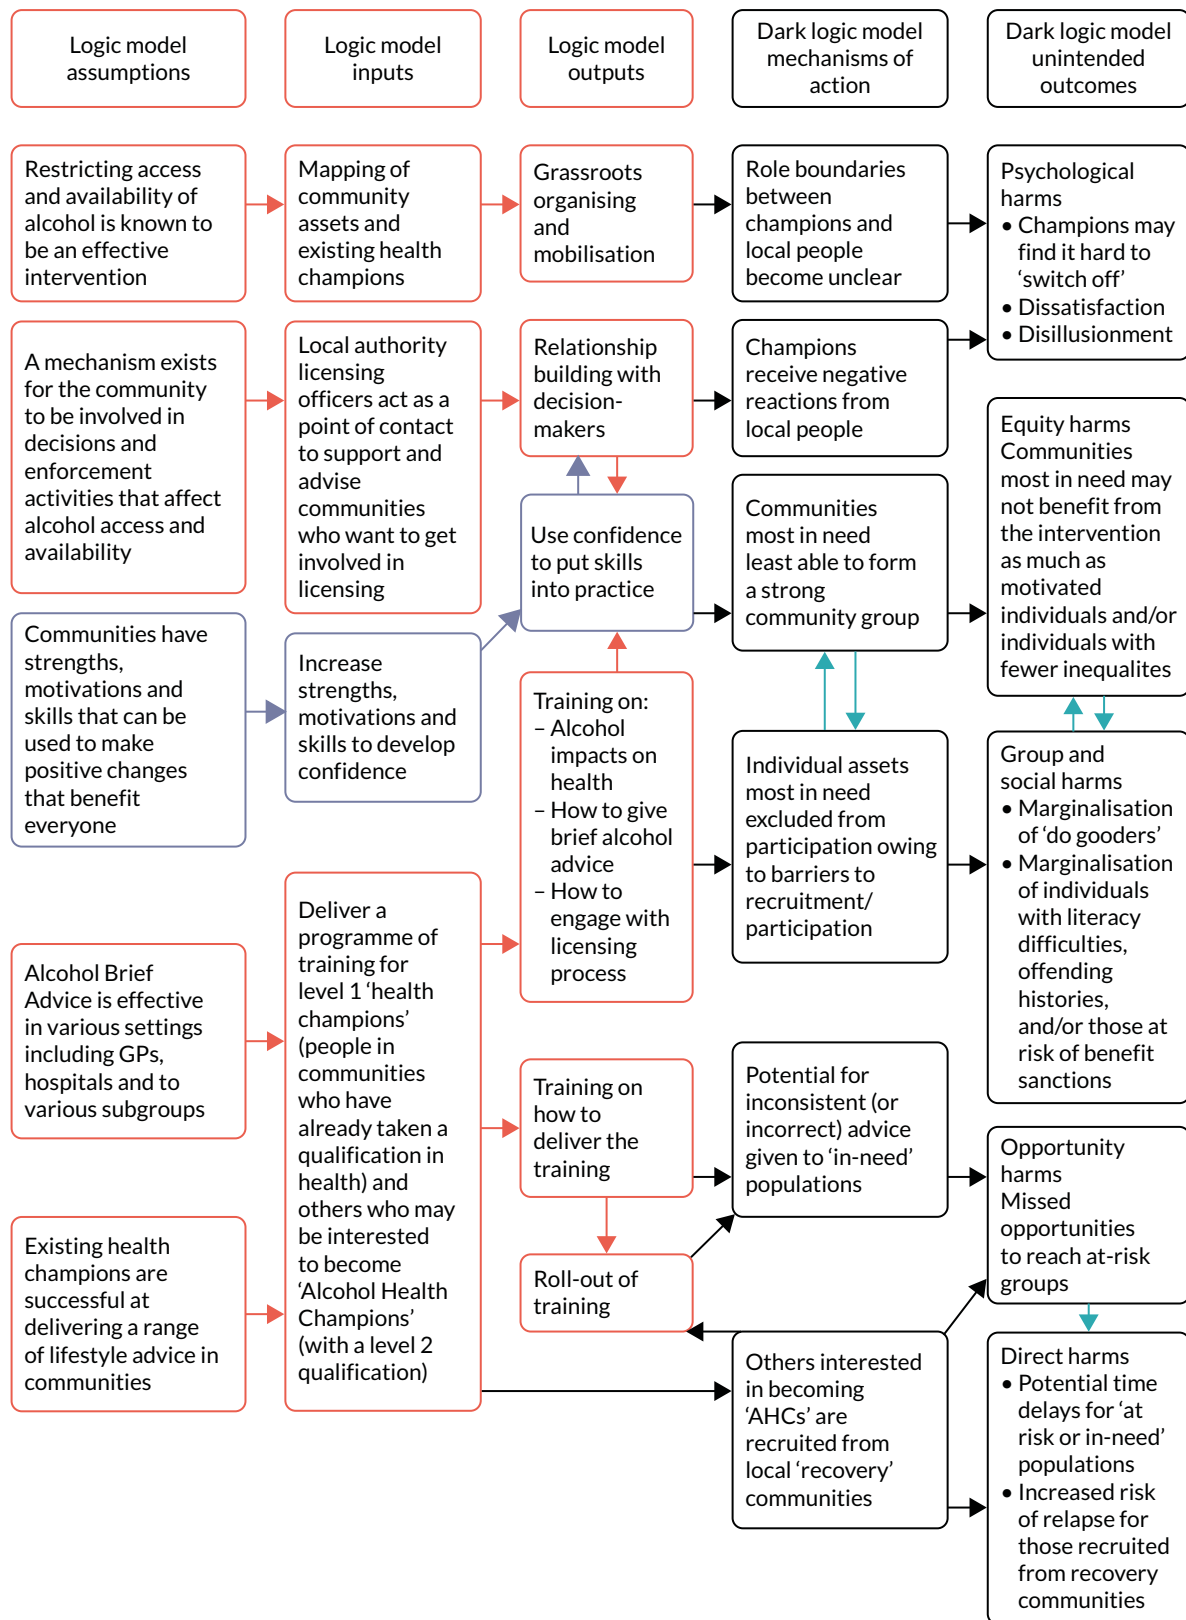 Logic model
assumptions
Logic model
inputs
Logic model
outputs
Dark logic model
mechanisms of
action
Dark logic model
unintended
outcomes
Restricting access
and availability of
alcohol is known to
be an effective
intervention
Mapping of
community
assets and
existing health
champions
Grassroots
organising
and
mobilisation
Role boundaries
between
champions and
local people
become unclear
Psychological
harms
• Champions may
find it hard to
‘switch off’
• Dissatisfaction
• Disillusionment
A mechanism exists
for the community
to be involved in
decisions and
enforcement
activities that affect
alcohol access and
availability
Local authority
licensing
officers act as a
point of contact
to support and
advise
communities
who want to get
involved in
licensing
Relationship
building with
decision-
makers
Champions
receive negative
reactions from
local people
Equity harms
Communities
most in need may
not benefit from
the intervention
as much as
motivated
individuals and/or
individuals with
fewer inequalites
Use confidence
to put skills
into practice
Communities
most in need
least able to form
a strong
community group
Communities have
strengths,
motivations and
skills that can be
used to make
positive changes
that benefit
everyone
Increase
strengths,
motivations and
skills to develop
confidence
Training on:
– Alcohol
impacts on
health
– How to give
brief alcohol
advice
– How to
engage with
licensing
process
Individual assets
most in need
excluded from
participation owing
to barriers to
recruitment/
participation
Group and
social harms
• Marginalisation
of ‘do gooders’
• Marginalisation
of individuals
with literacy
difficulties,
offending
histories,
and/or those at
risk of benefit
sanctions
Alcohol Brief
Advice is effective
in various settings
including GPs,
hospitals and to
various subgroups
Deliver a
programme of
training for
level 1 ‘health
champions’
(people in
communities
who have
already taken a
qualification in
health) and
others who may
be interested
to become
‘Alcohol Health
Champions’
(with a level 2
qualification)
Training on
how to
deliver the
training
Potential for
inconsistent (or
incorrect) advice
given to ‘in-need’
populations
Opportunity
harms
Missed
opportunities
to reach at-risk
groups
Existing health
champions are
successful at
delivering a range
of lifestyle advice in
communities
Roll-out of
training
Others interested
in becoming
‘AHCs’ are
recruited from
local ‘recovery’
communities
Direct harms
• Potential time
delays for ‘at
risk or in-need’
populations
• Increased risk
of relapse for
those recruited
from recovery
communities